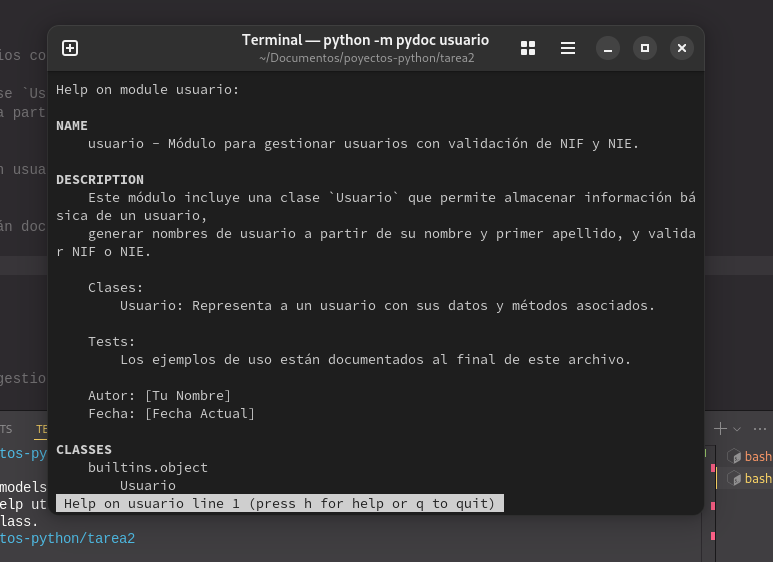 Terminal — python -m pydoc usuario
~/Documentos/poyectos-python/tarea2
Help on module usuario:
NAME
usuario - Módulo para gestionar usuarios con validación de NIF y NIE.
DESCRIPTION
Este módulo incluye una clase `Usuario` que permite almacenar información bá
sica de un usuario,
generar nombres de usuario a partir de su nombre y primer apellido, y valida
r NIF o NIE.
Clases:
Usuario: Representa a un usuario con sus datos y métodos asociados.
Tests:
Los ejemplos de uso están documentados al final de este archivo.
Autor: [Tu Nombre]
Fecha: [Fecha Actual]
CLASSES
builtins.object
Usuario
Help on usuario line 1 (press h for help or q to quit)
ios co
se `Us
a part
n usua
án doc
gestio
TS TE
bash
bash
tos-py
models
elp ut
lass.
tos-python/tarea2